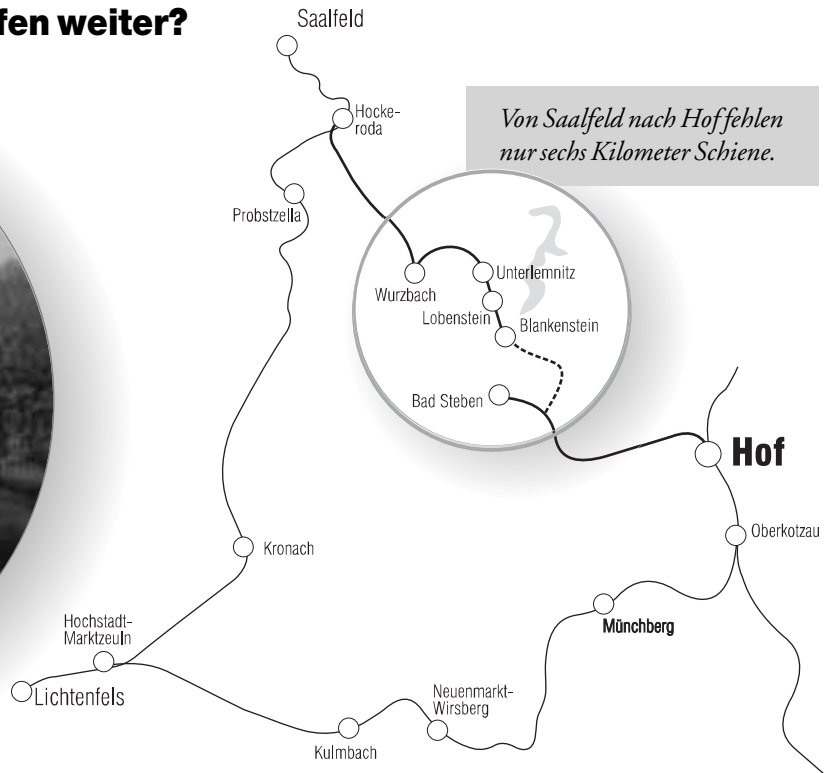 fen weiter?
Saalfeld
Hocke-
roda
Von Saalfeld nach Hof fehlen
nur sechs Kilometer Schiene.
Probstzella
Unterlemnitz
Wurzbach
Lobenstein
Blankenstein
Bad Steben
Hof
Oberkotzau
Kronach
Münchberg
Hochstadt-
Marktzeuln
Lichtenfels
Neuenmarkt-
Wirsberg
Kulmbach